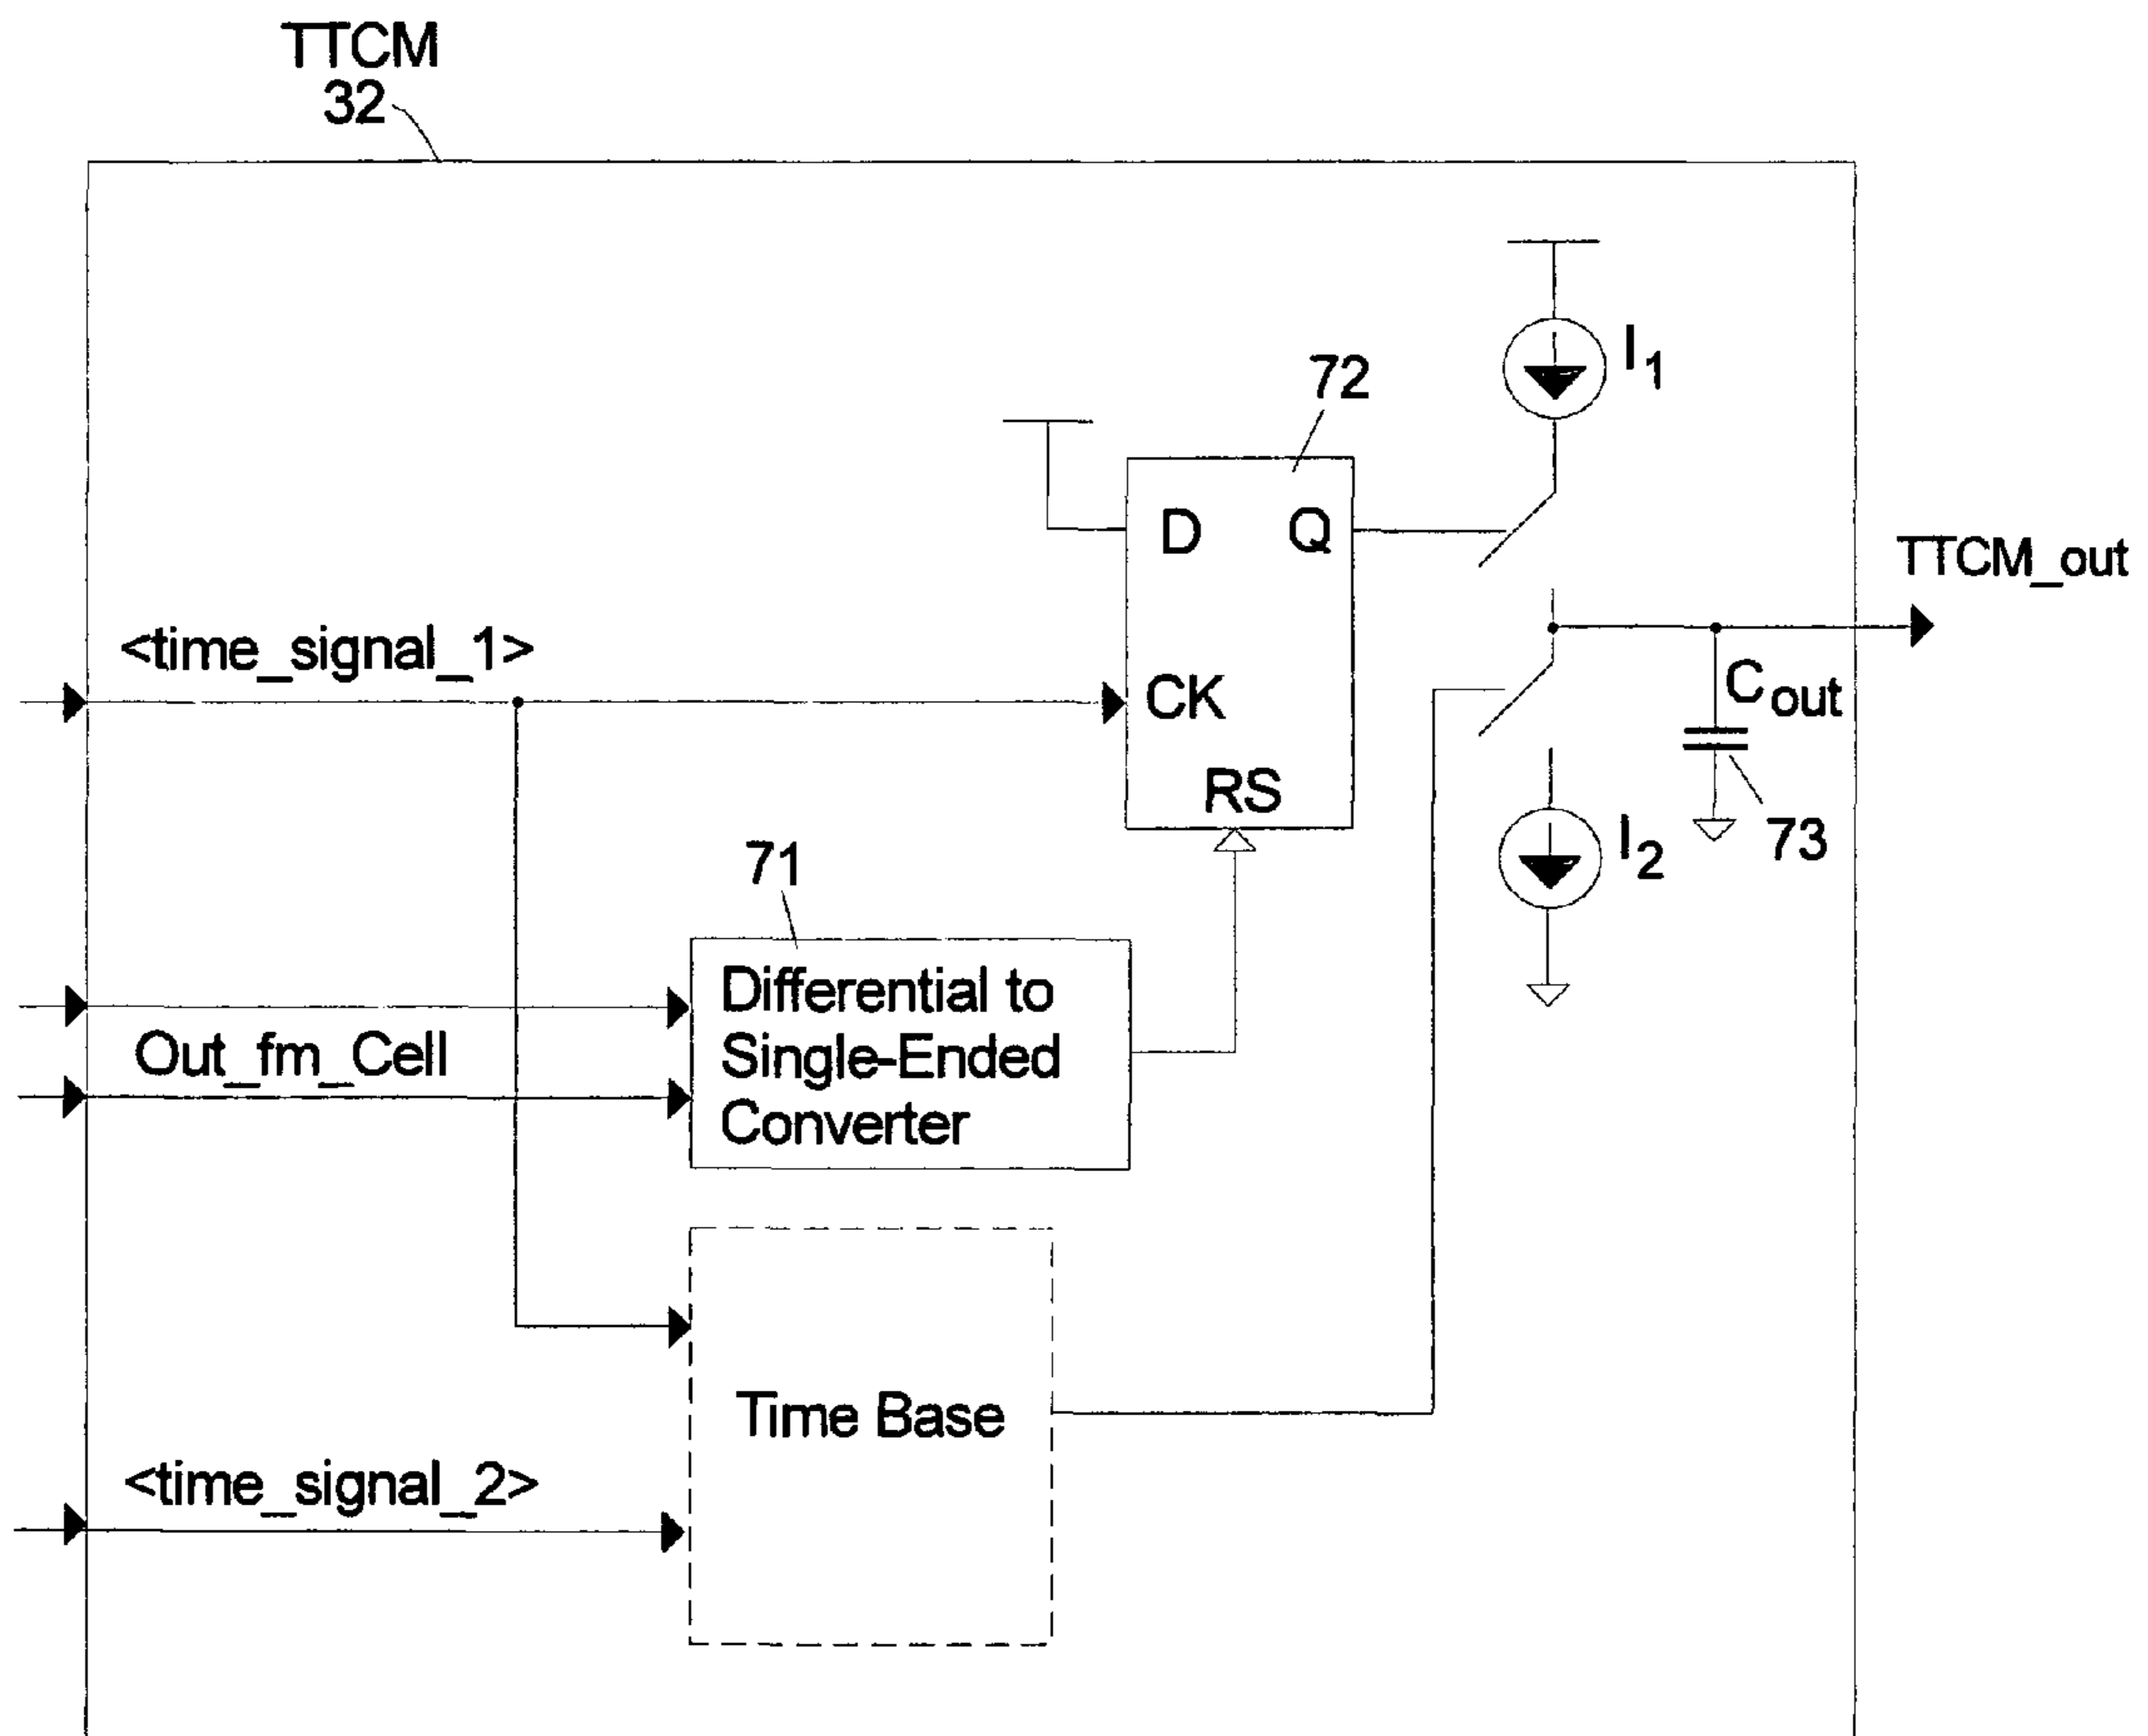 TTCM
32
I1
72
D Q
TTCM_out
<time_signal_1>
CK
Cout
RS
73
I2
71
Differential to
Single-Ended
Converter
Out_fm_Cell
Time Base
<time_signal_2>